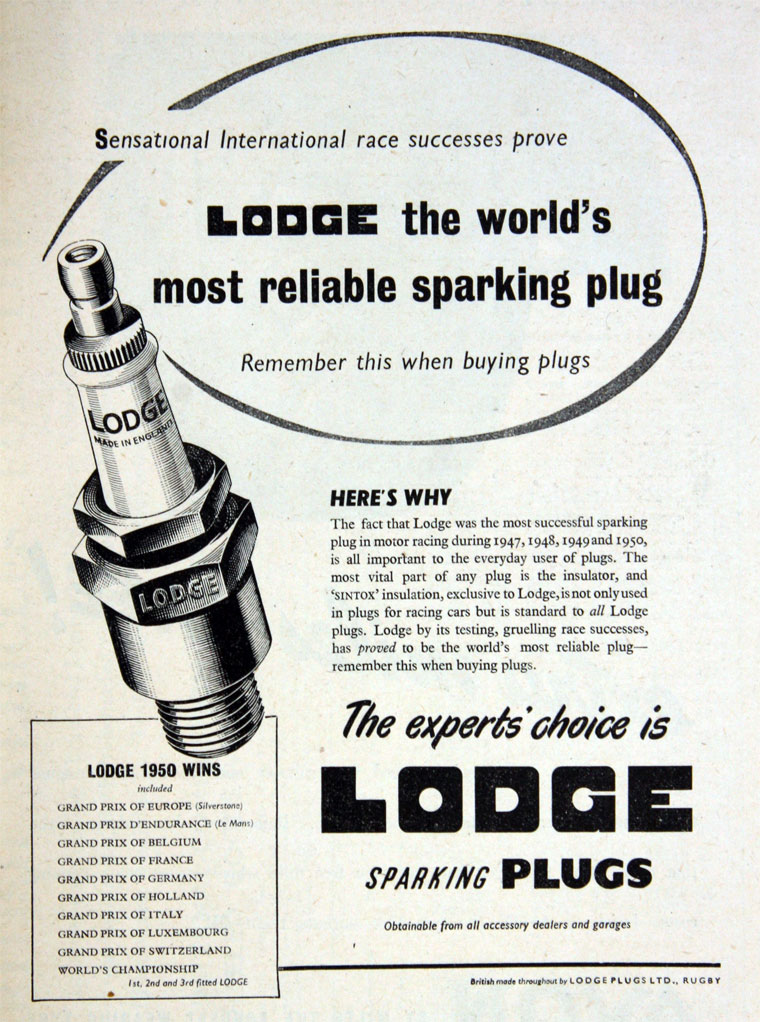 Sensational International race successes prove
LODGE the world's
most reliable sparking plug
Remember this when buying plugs
LODGE
MADE IN ENGLAND
LODGE
HERE'S WHY
The fact that Lodge was the most successful sparking
plug in motor racing during 1947, 1948, 1949 and 1950,
is all important to the everyday user of plugs. The
most vital part of any plug is the insulator, and
'SINTOX' insulation, exclusive to Lodge, is not only used
in plugs for racing cars but is standard to all Lodge
plugs. Lodge by its testing, gruelling race successes,
has proved to be the world's most reliable plug—
remember this when buying plugs.
The experts' choice is
LODGE
SPARKING PLUGS
Obtainable from all accessory dealers and garages
LODGE 1950 WINS
included
GRAND PRIX OF EUROPE (Silverstone)
GRAND PRIX D'ENDURANCE (Le Mans)
GRAND PRIX OF BELGIUM
GRAND PRIX OF FRANCE
GRAND PRIX OF GERMANY
GRAND PRIX OF HOLLAND
GRAND PRIX OF ITALY
GRAND PRIX OF LUXEMBOURG
GRAND PRIX OF SWITZERLAND
WORLD'S CHAMPIONSHIP
1st, 2nd and 3rd fitted LODGE
British made throughout by LODGE PLUGS LTD., RUGBY